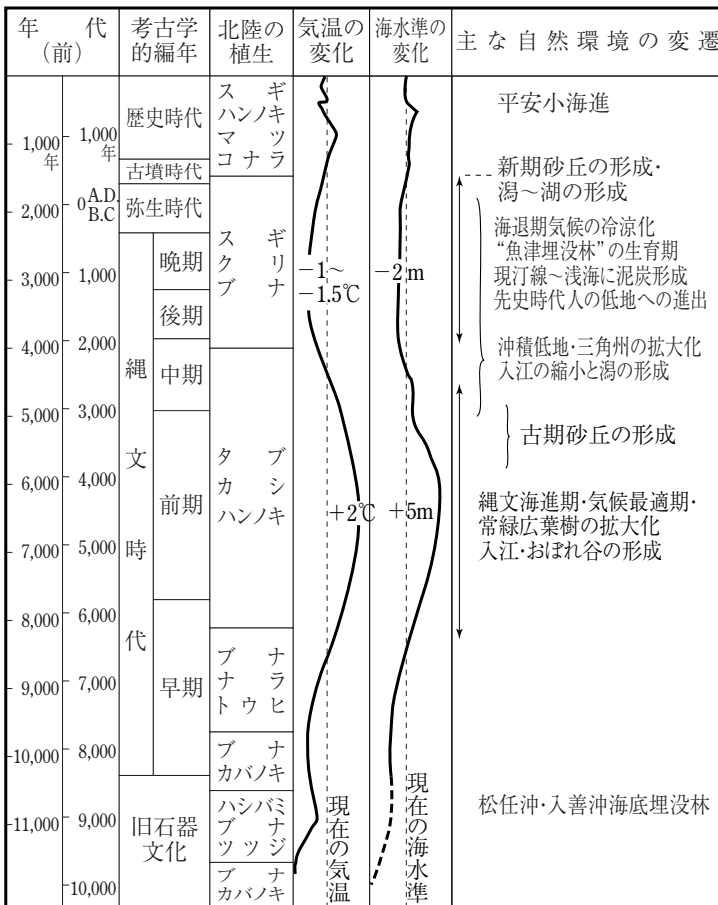 年代
(前)
考古学
的編年
北陸の
植生
気温の
変化
海水準の
変化
主な自然環境の変遷
1,000
年
2,000
3,000
4,000
5,000
6,000
7,000
8,000
9,000
10,000
11,000
1,000
年
0 A.D.
B.C
1,000
2,000
3,000
4,000
5,000
6,000
7,000
8,000
9,000
10,000
歴史時代
古墳時代
弥生時代
縄文時代
晩期
後期
中期
前期
早期
旧石器
文化
スギ
ハンノキ
マツ
コナラ
スギ
クリ
ブナ
タブ
カシ
ハンノキ
ブナ
ナラ
トウヒ
ブナ
カバノキ
ハシバミ
ブナ
ツツジ
ブナ
カバノキ
-1~
-1.5℃
+2℃
現在の気温
-2m
+5m
現在の海水準
平安小海進
新期砂丘の形成・
潟~湖の形成
海退期気候の冷涼化
“魚津埋没林”の生育期
現汀線~浅海に泥炭形成
先史時代人の低地への進出
沖積低地・三角州の拡大化
入江の縮小と潟の形成
古期砂丘の形成
縄文海進期・気候最適期・
常緑広葉樹の拡大化
入江・おぼれ谷の形成
松任沖・入善沖海底埋没林